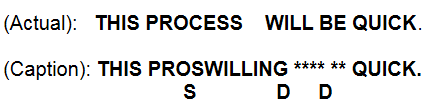 (Actual): THIS PROCESS WILL BE QUICK.
(Caption): THIS PROSWILLING **** ** QUICK.
S D D